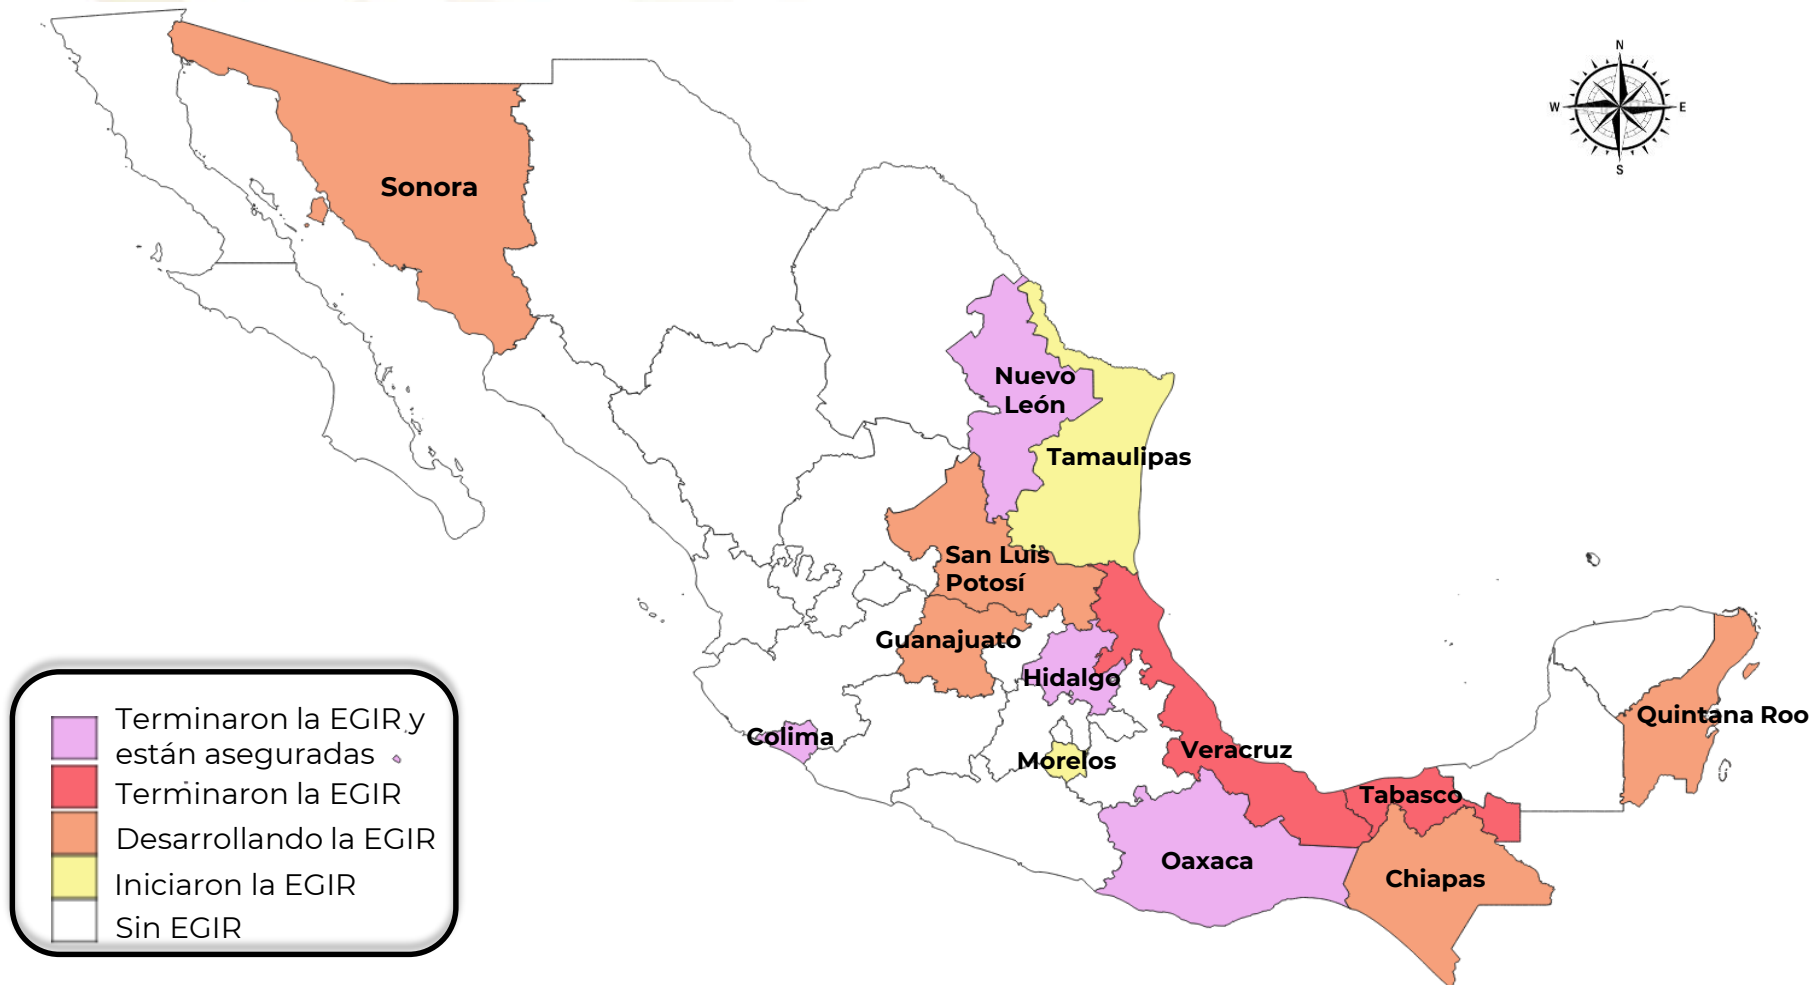 N
W
E
S
Sonora
Nuevo
León
Tamaulipas
San Luis
Potosí
Guanajuato
Hidalgo
Colima
Morelos
Veracruz
Quintana Roo
Tabasco
Oaxaca
Chiapas
Terminaron la EGIR y
están aseguradas
Terminaron la EGIR
Desarrollando la EGIR
Iniciaron la EGIR
Sin EGIR